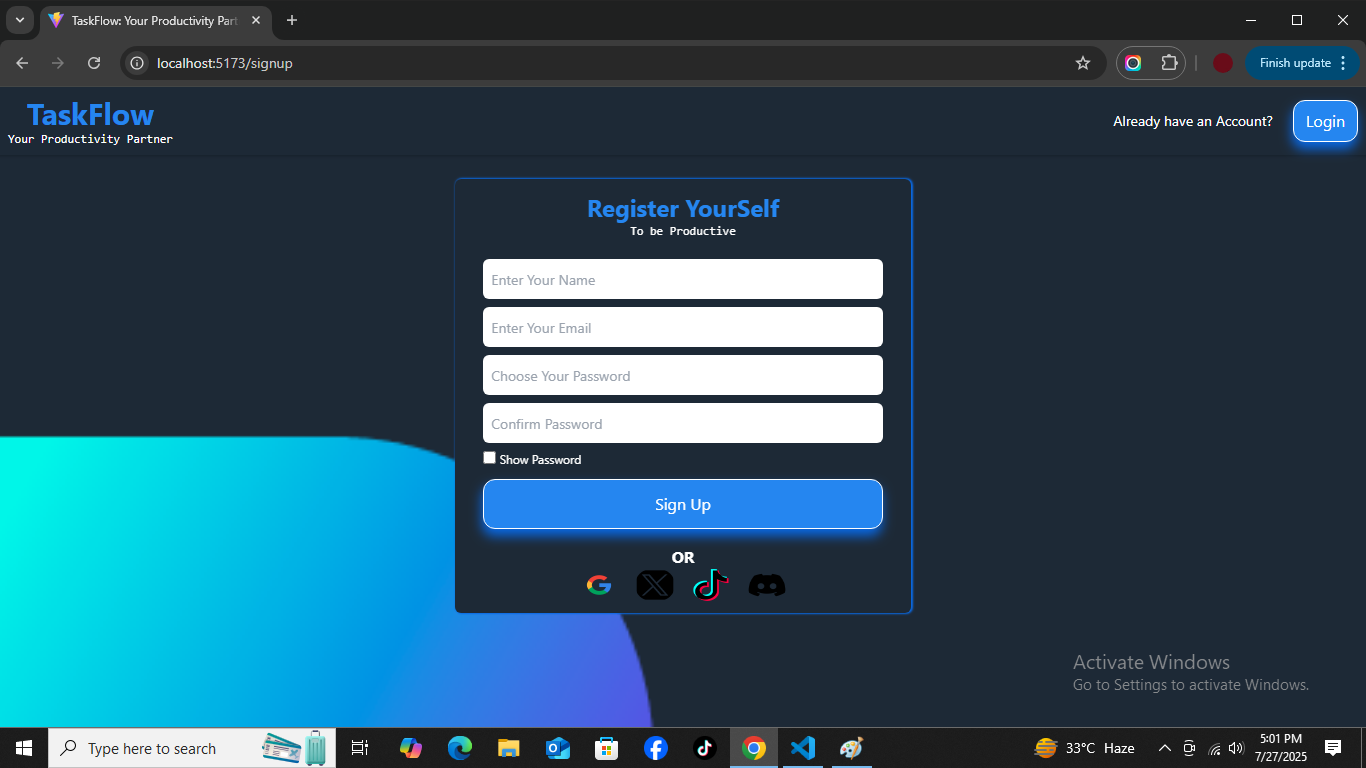 TaskFlow: Your Productivity Part
localhost:5173/signup
Finish update
TaskFlow
Your Productivity Partner
Already have an Account?
Login
Register YourSelf
To be Productive
Enter Your Name
Enter Your Email
Choose Your Password
Confirm Password
Show Password
Sign Up
OR
Activate Windows
Go to Settings to activate Windows.
Type here to search
33°C Haze
5:01 PM
7/27/2025